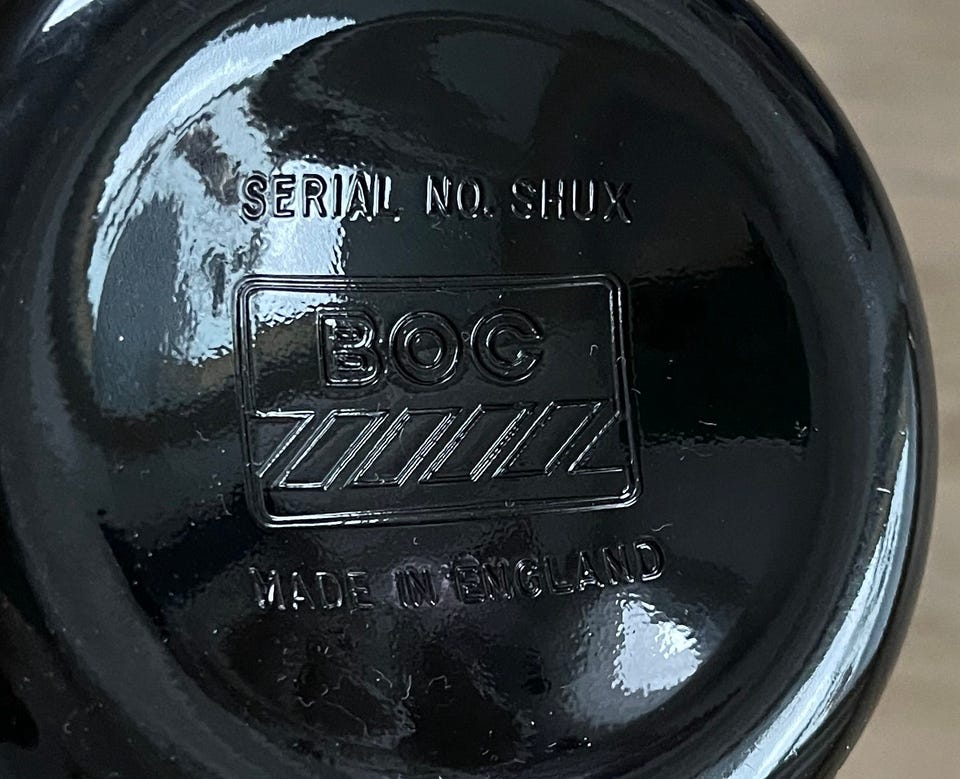 SERIAL NO. SHUX
BOC
MADE IN ENGLAND